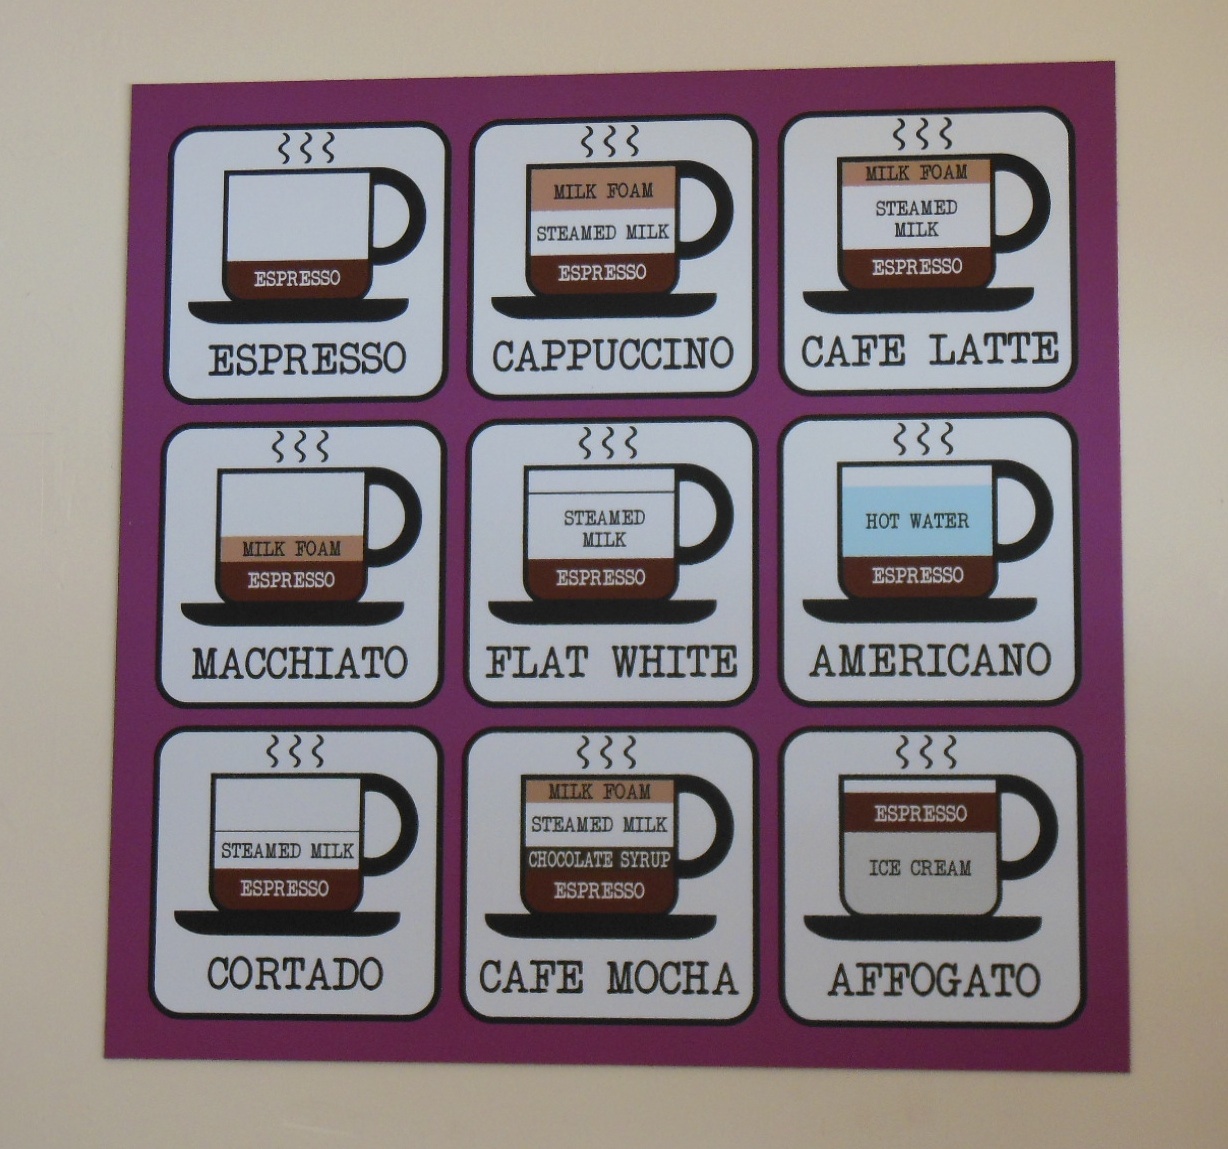 ESPRESSO
ESPRESSO
MILK FOAM
STEAMED MILK
ESPRESSO
CAPPUCCINO
MILK FOAM
STEAMED
MILK
ESPRESSO
CAFE LATTE
MILK FOAM
ESPRESSO
MACCHIATO
STEAMED
MILK
ESPRESSO
FLAT WHITE
HOT WATER
ESPRESSO
AMERICANO
STEAMED MILK
ESPRESSO
CORTADO
MILK FOAM
STEAMED MILK
CHOCOLATE SYRUP
ESPRESSO
CAFE MOCHA
ESPRESSO
ICE CREAM
AFFOGATO